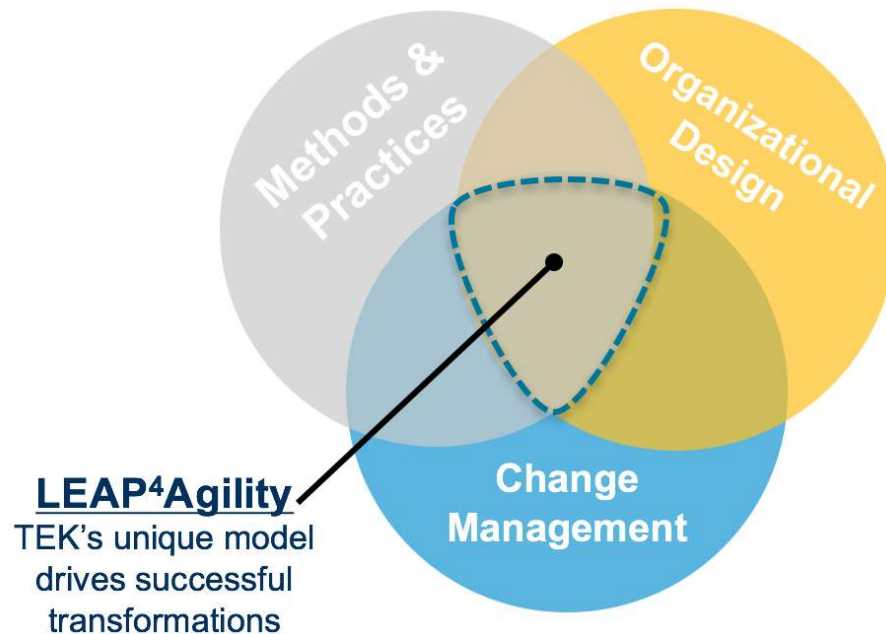 Methods &
Practices
Organizational
Design
Change
Management
LEAP⁴Agility
TEK’s unique model
drives successful
transformations